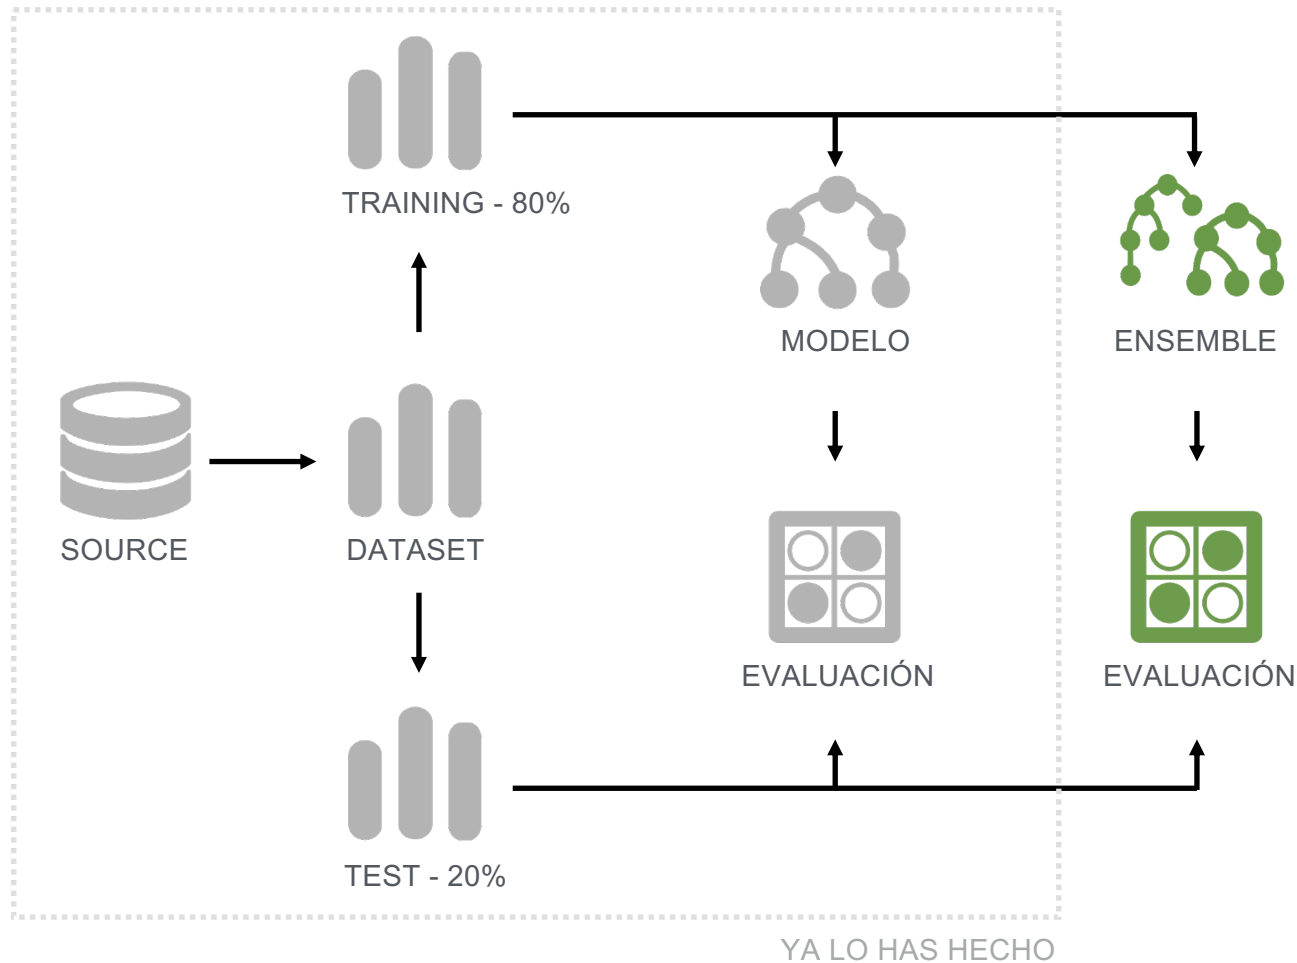 TRAINING - 80%
MODELO
ENSEMBLE
SOURCE
DATASET
EVALUACIÓN
EVALUACIÓN
TEST - 20%
YA LO HAS HECHO